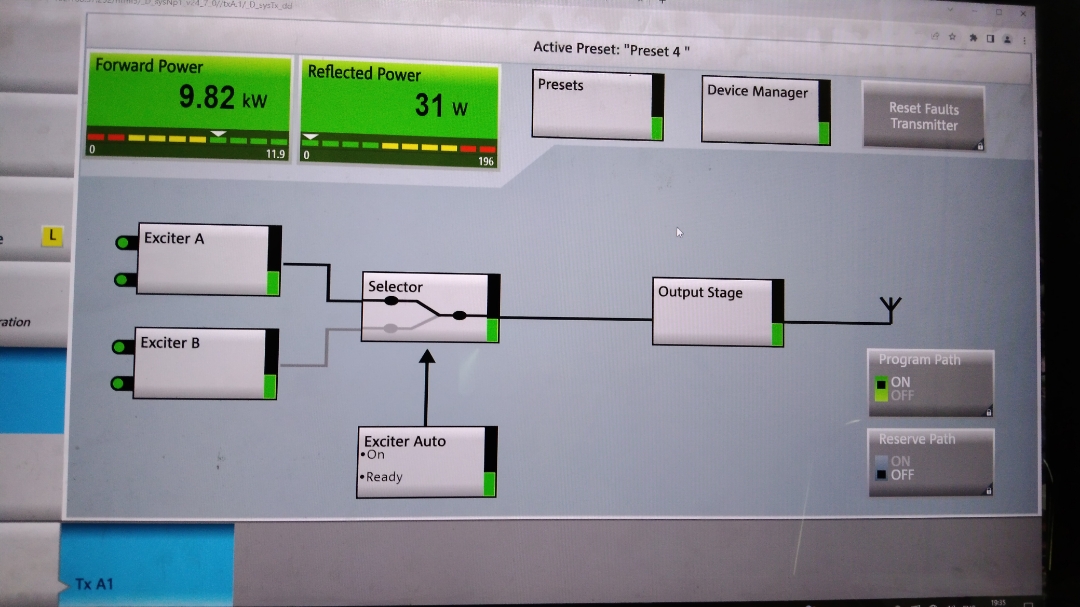 Active Preset: "Preset 4 "
Forward Power
9.82 kW
0
11.9
Reflected Power
31 W
0
196
Presets
Device Manager
Reset Faults
Transmitter
L
Exciter A
Selector
Output Stage
ration
Exciter B
Program Path
ON
OFF
Exciter Auto
•On
•Ready
Reserve Path
ON
OFF
Tx A1
19:15